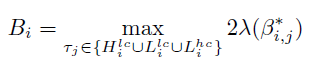 $B_i = \max_{\tau_j \in \{H_i^{lc} \cup L_i^{lc} \cup L_i^{hc}\}} 2\lambda(\beta_{i,j}^*)$